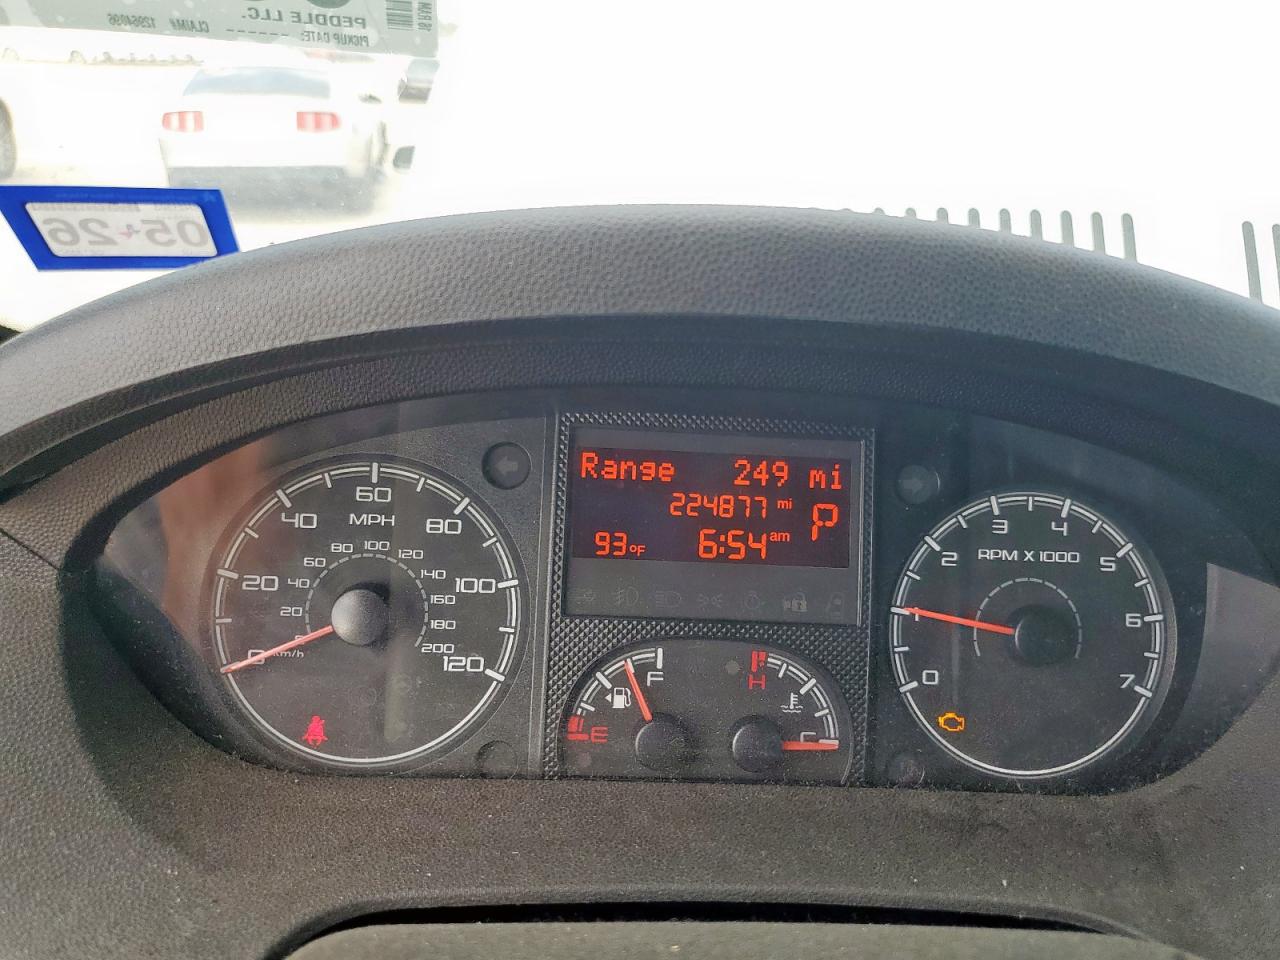 PEDDLE LLC.
PICKUP DATE: _ _ _ _ _ CLAIM# 12964096
05 26
Range 249 mi
224877 mi
P
93°F 6:54 am
0 20 40 60 80 100 120
MPH
20 40 60 80 100 120 140 160 180 200
km/h
E F
H C
0 1 2 3 4 5 6 7
RPM X 1000